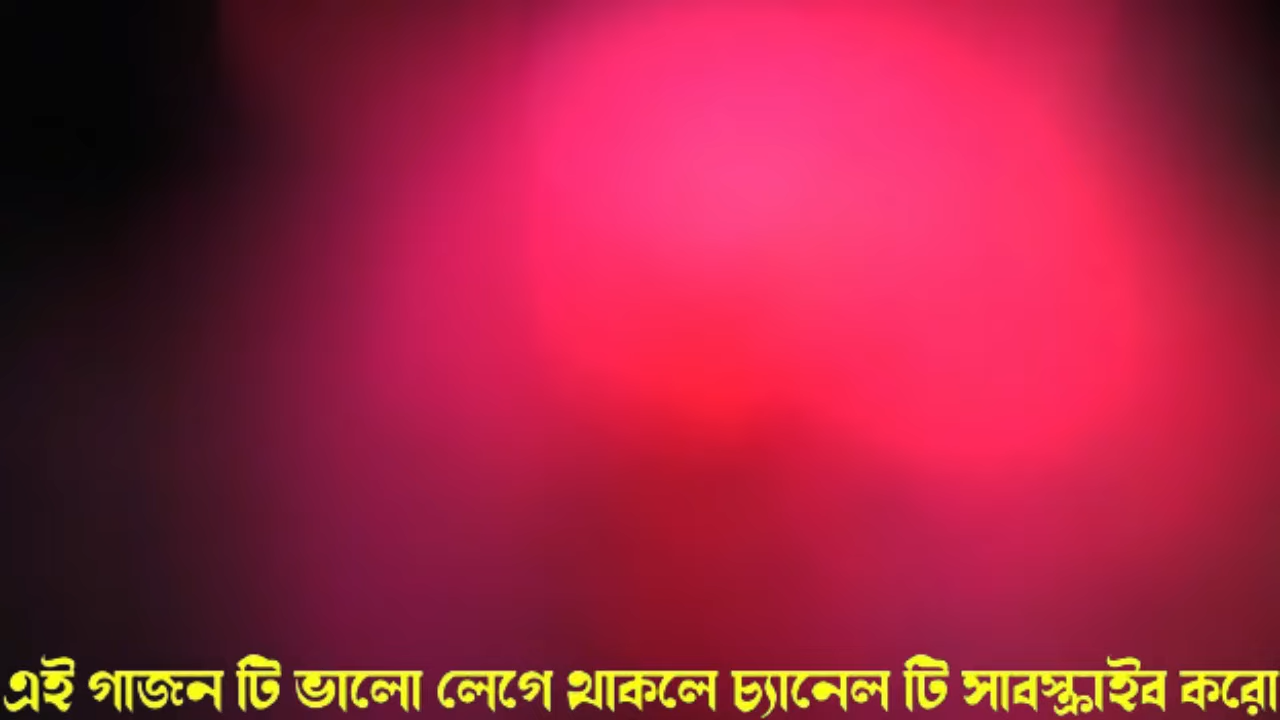 এই গাজন টি ভালো লেগে থাকলে চ্যানেল টি সাবস্ক্রাইব করো